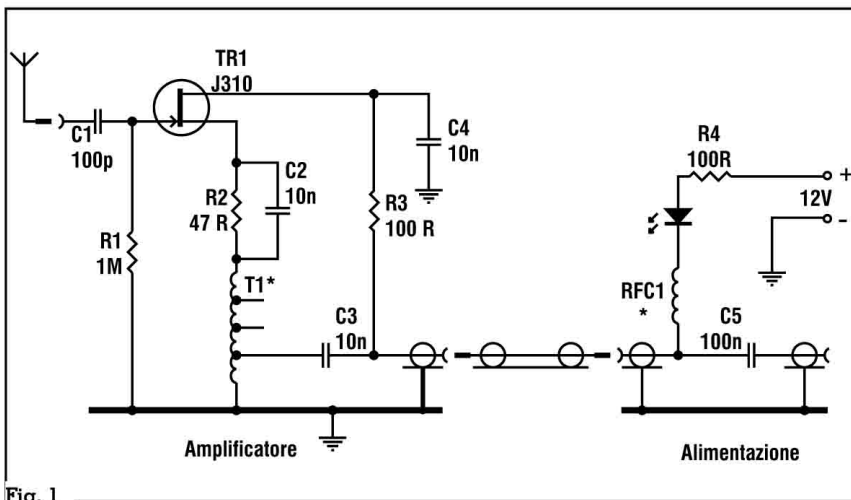 TR1
J310
C1
100p
R1
1M
R2
47 R
C2
10n
T1*
C3
10n
R3
100 R
C4
10n
R4
100R
+
12V
-
RFC1
*
C5
100n
Amplificatore
Alimentazione
Fig. 1